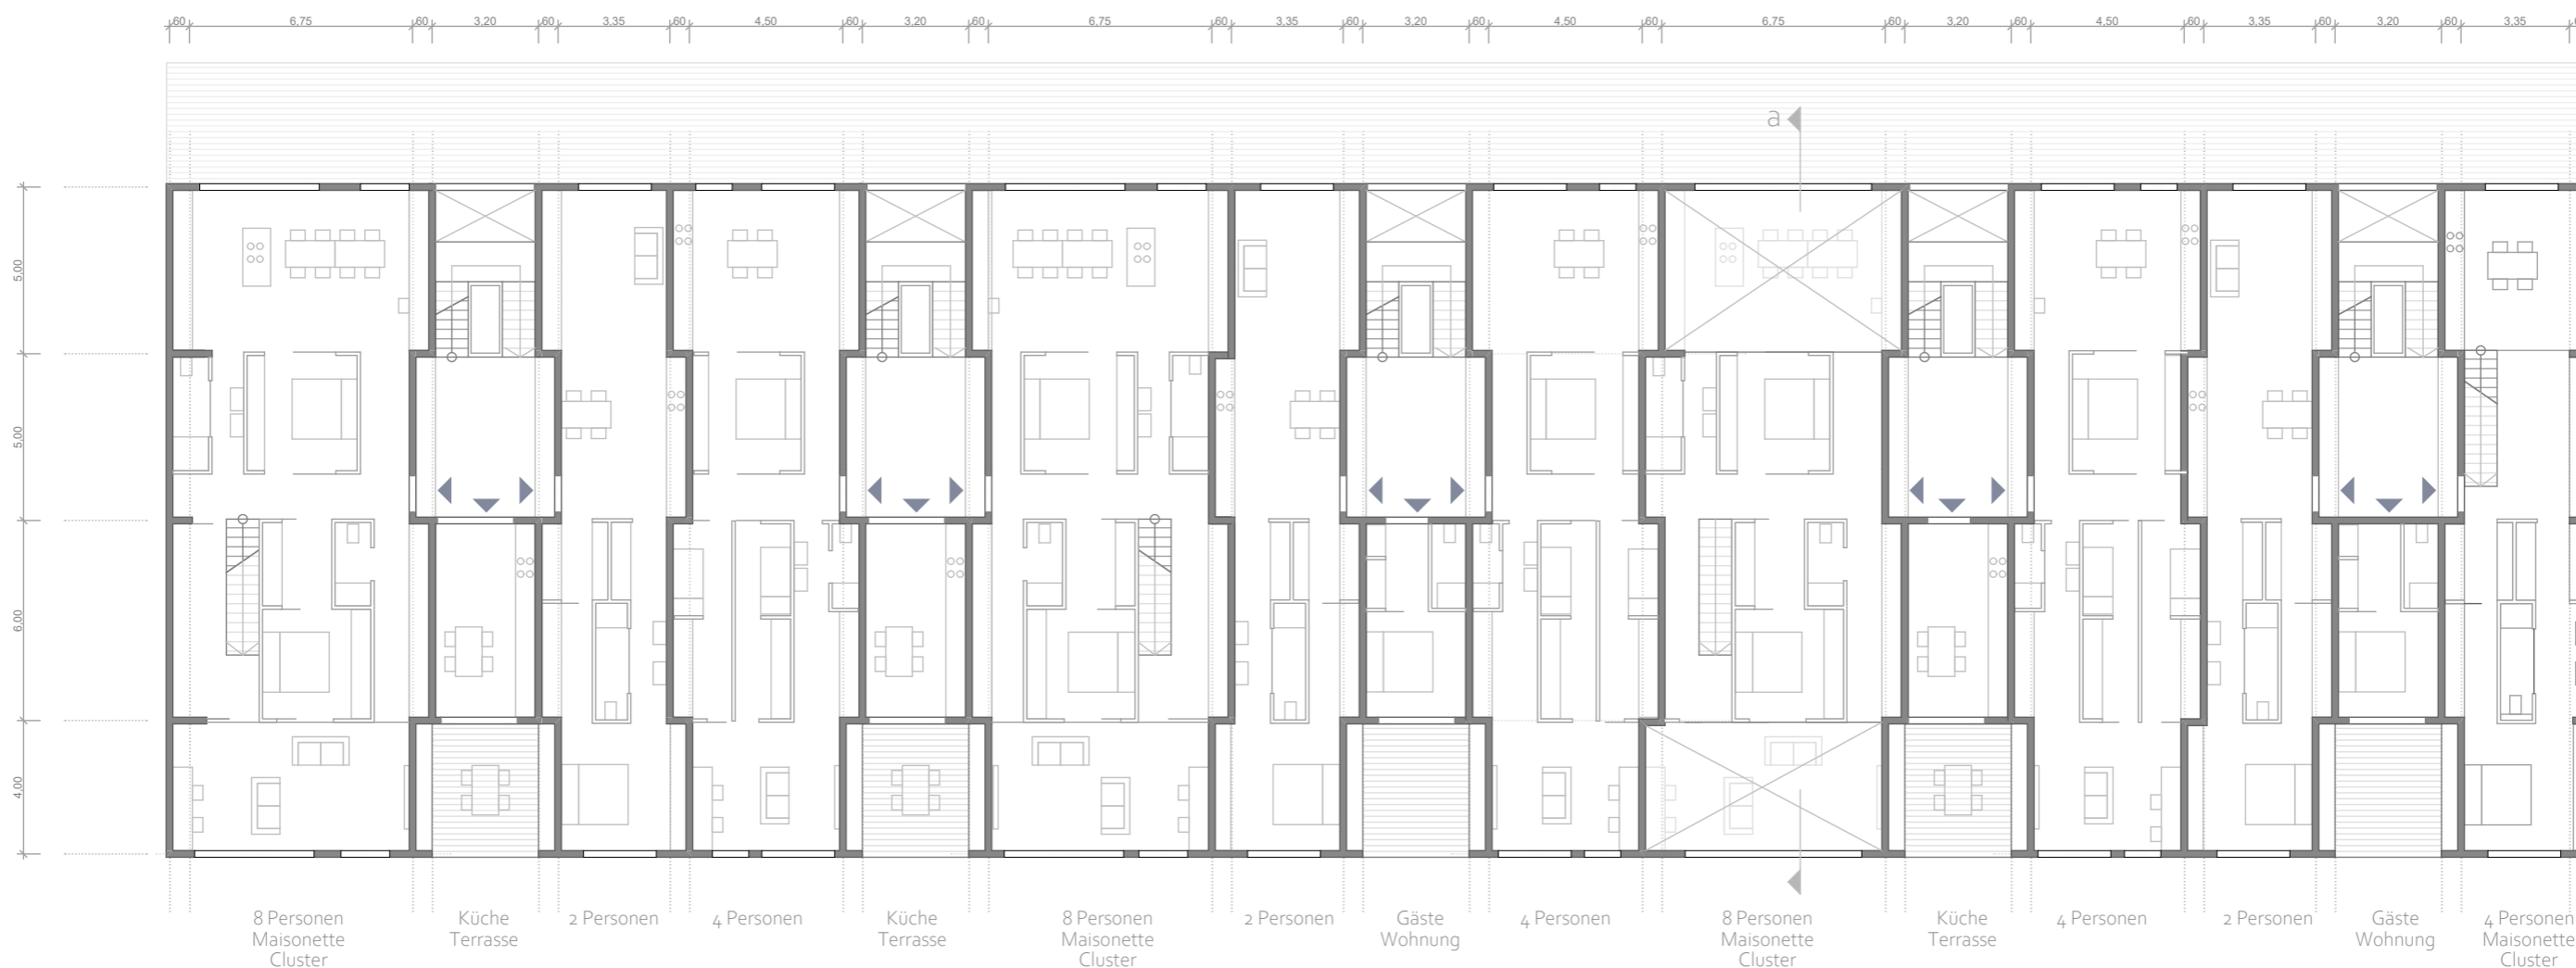 60 6,75 60 3,20 60 3,35 60 4,50 60 3,20 60 6,75 60 3,35 60 3,20 60 4,50 60 6,75 60 3,20 60 4,50 60 3,35 60 3,20 60 3,35
a
5,00
5,00
6,00
4,00
8 Personen
Maisonette
Cluster
Küche
Terrasse
2 Personen
4 Personen
Küche
Terrasse
8 Personen
Maisonette
Cluster
2 Personen
Gäste
Wohnung
4 Personen
8 Personen
Maisonette
Cluster
Küche
Terrasse
4 Personen
2 Personen
Gäste
Wohnung
4 Personen
Maisonette
Cluster